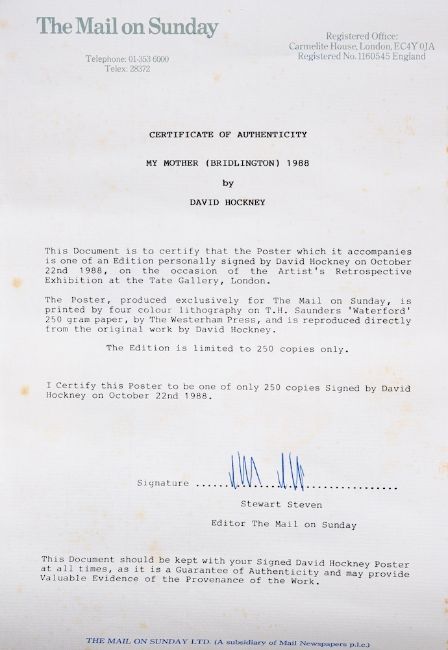 The Mail on Sunday
Telephone: 01-353 6000
Telex: 28372
Registered Office:
Carmelite House, London, EC4Y 0JA
Registered No. 1160545 England
CERTIFICATE OF AUTHENTICITY
MY MOTHER (BRIDLINGTON) 1988
by
DAVID HOCKNEY
This Document is to certify that the Poster which it accompanies
is one of an Edition personally signed by David Hockney on October
22nd 1988, on the occasion of the Artist's Retrospective
Exhibition at the Tate Gallery, London.
The Poster, produced exclusively for The Mail on Sunday, is
printed by four colour lithography on T.H. Saunders 'Waterford'
250 gram paper, by The Westerham Press, and is reproduced directly
from the original work by David Hockney.
The Edition is limited to 250 copies only.
I Certify this Poster to be one of only 250 copies Signed by David
Hockney on October 22nd 1988.
Signature ....................................
Stewart Steven
Editor The Mail on Sunday
This Document should be kept with your Signed David Hockney Poster
at all times, as it is a Guarantee of Authenticity and may provide
Valuable Evidence of the Provenance of the Work.
THE MAIL ON SUNDAY LTD. (A subsidiary of Mail Newspapers p.l.c.)